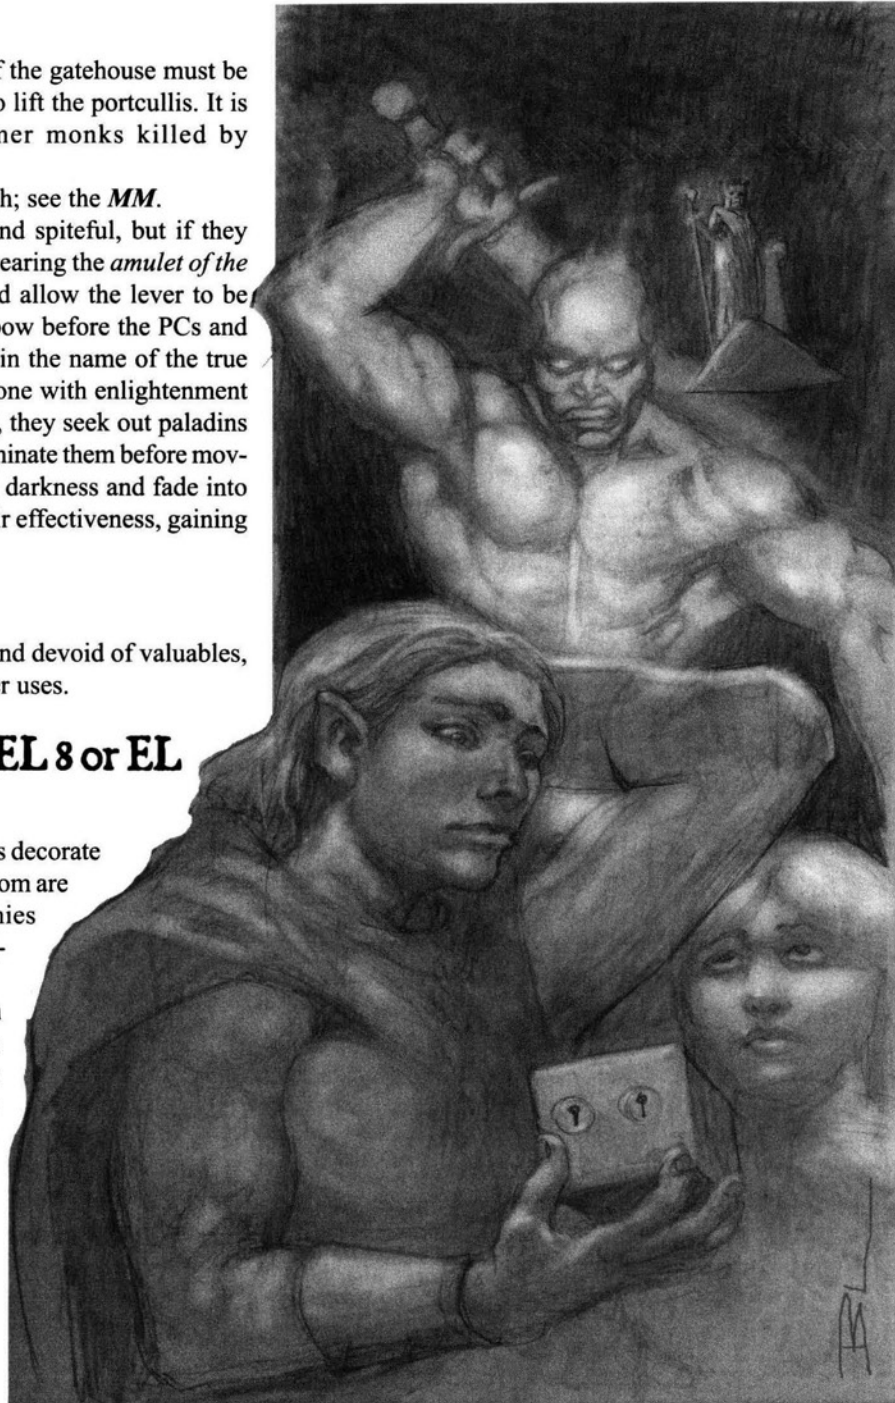 f the gatehouse must be
o lift the portcullis. It is
ner monks killed by
h; see the MM.
nd spiteful, but if they
earing the amulet of the
d allow the lever to be
ow before the PCs and
in the name of the true
one with enlightenment
, they seek out paladins
ninate them before mov-
darkness and fade into
r effectiveness, gaining
nd devoid of valuables,
r uses.
EL 8 or EL
s decorate
om are
nies
-
BL